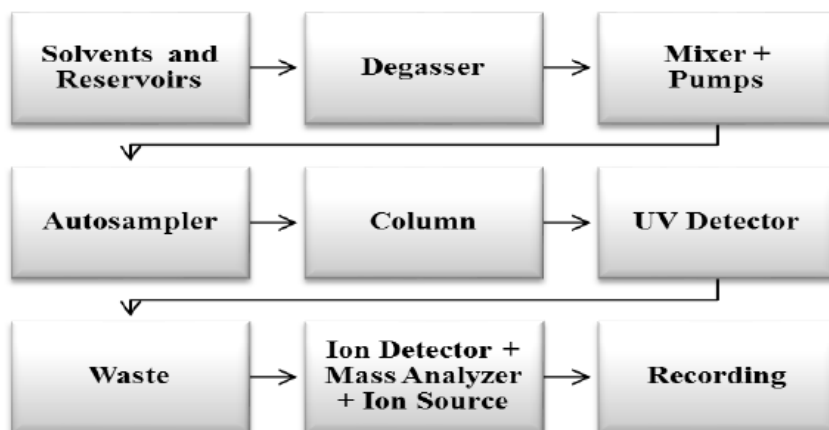 Solvents and
Reservoirs
Degasser
Mixer +
Pumps
Autosampler
Column
UV Detector
Waste
Ion Detector +
Mass Analyzer
+ Ion Source
Recording